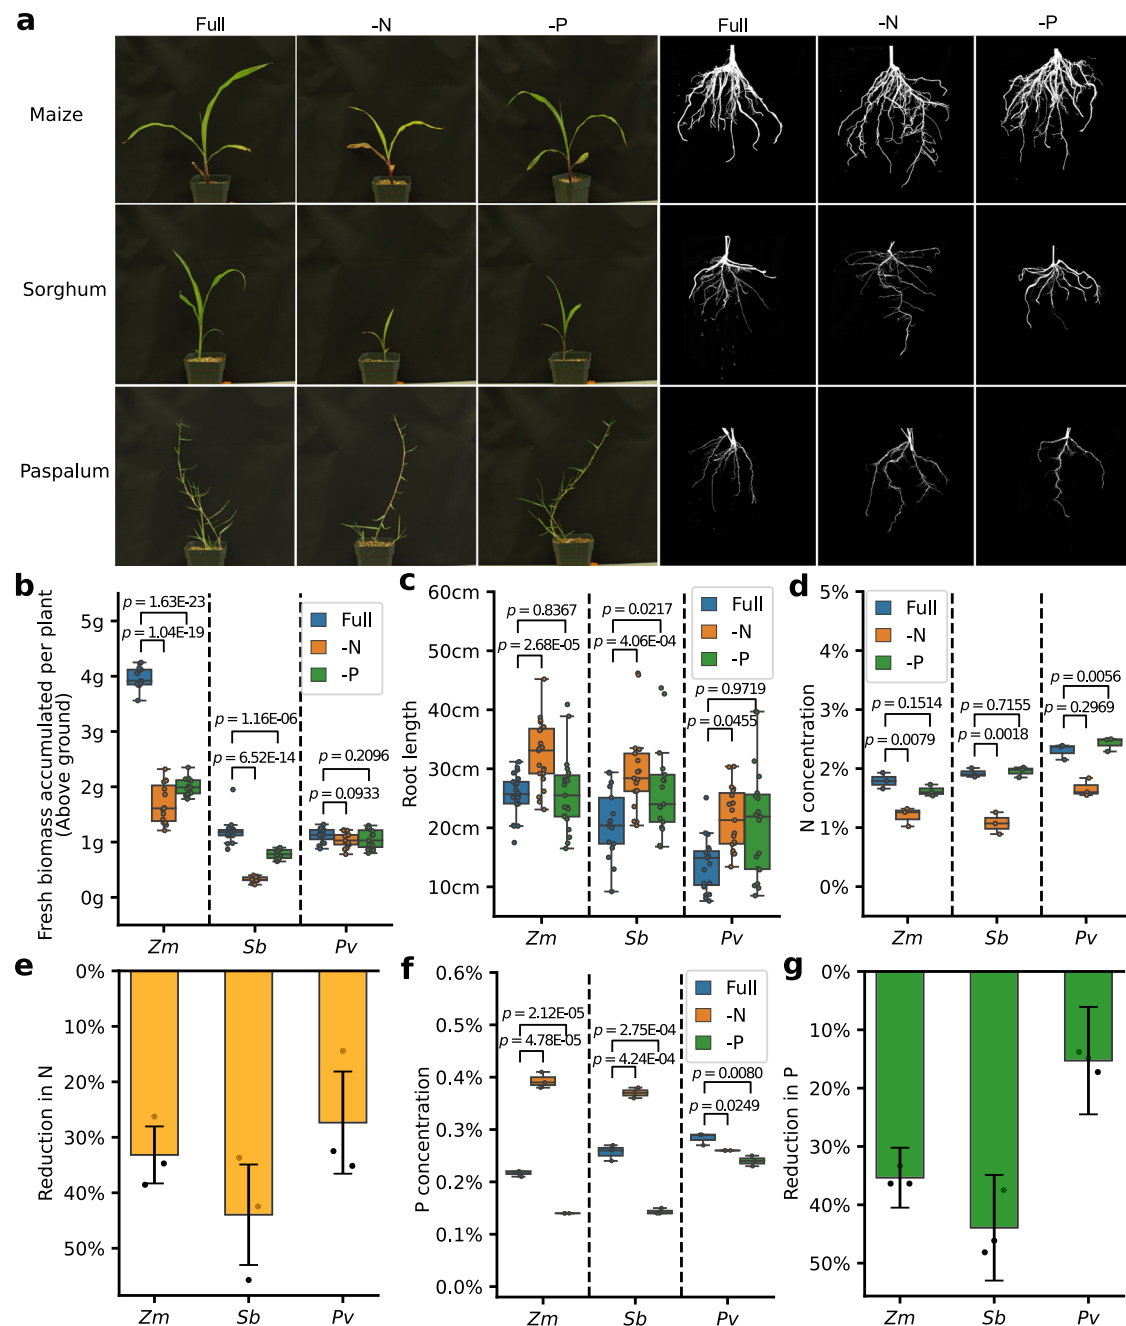 a
Full
-N
-P
Full
-N
-P
Maize
Sorghum
Paspalum
b
Fresh biomass accumulated per plant
(Above ground)
5g
4g
3g
2g
1g
0g
p = 1.63E-23
p = 1.04E-19
p = 1.16E-06
p = 6.52E-14
p = 0.2096
p = 0.0933
Full
-N
-P
Zm
Sb
Pv
c
Root length
60cm
50cm
40cm
30cm
20cm
10cm
p = 0.8367
p = 2.68E-05
p = 0.0217
p = 4.06E-04
p = 0.9719
p = 0.0455
Full
-N
-P
Zm
Sb
Pv
d
N concentration
5%
4%
3%
2%
1%
0%
Full
-N
-P
p = 0.1514
p = 0.0079
p = 0.7155
p = 0.0018
p = 0.0056
p = 0.2969
Zm
Sb
Pv
e
Reduction in N
0%
10%
20%
30%
40%
50%
Zm
Sb
Pv
f
P concentration
0.6%
0.5%
0.4%
0.3%
0.2%
0.1%
0.0%
p = 2.12E-05
p = 4.78E-05
p = 2.75E-04
p = 4.24E-04
p = 0.0080
p = 0.0249
Full
-N
-P
Zm
Sb
Pv
g
Reduction in P
0%
10%
20%
30%
40%
50%
Zm
Sb
Pv